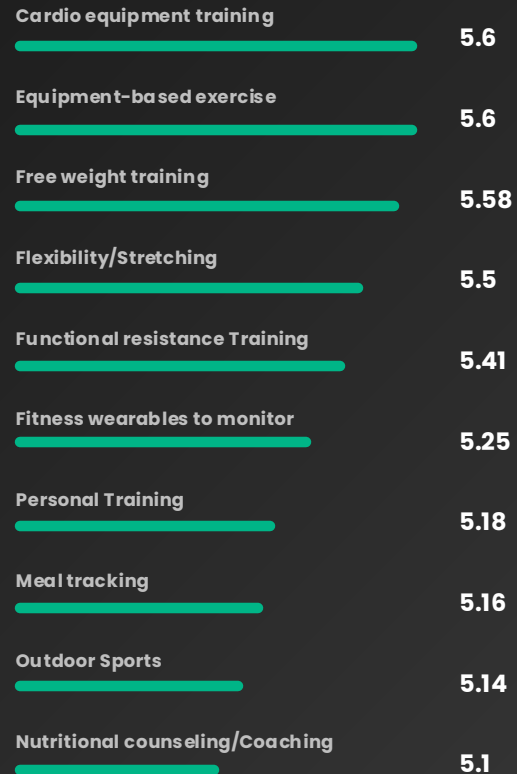 Cardio equipment training
5.6
Equipment-based exercise
5.6
Free weight training
5.58
Flexibility/Stretching
5.5
Functional resistance Training
5.41
Fitness wearables to monitor
5.25
Personal Training
5.18
Meal tracking
5.16
Outdoor Sports
5.14
Nutritional counseling/Coaching
5.1